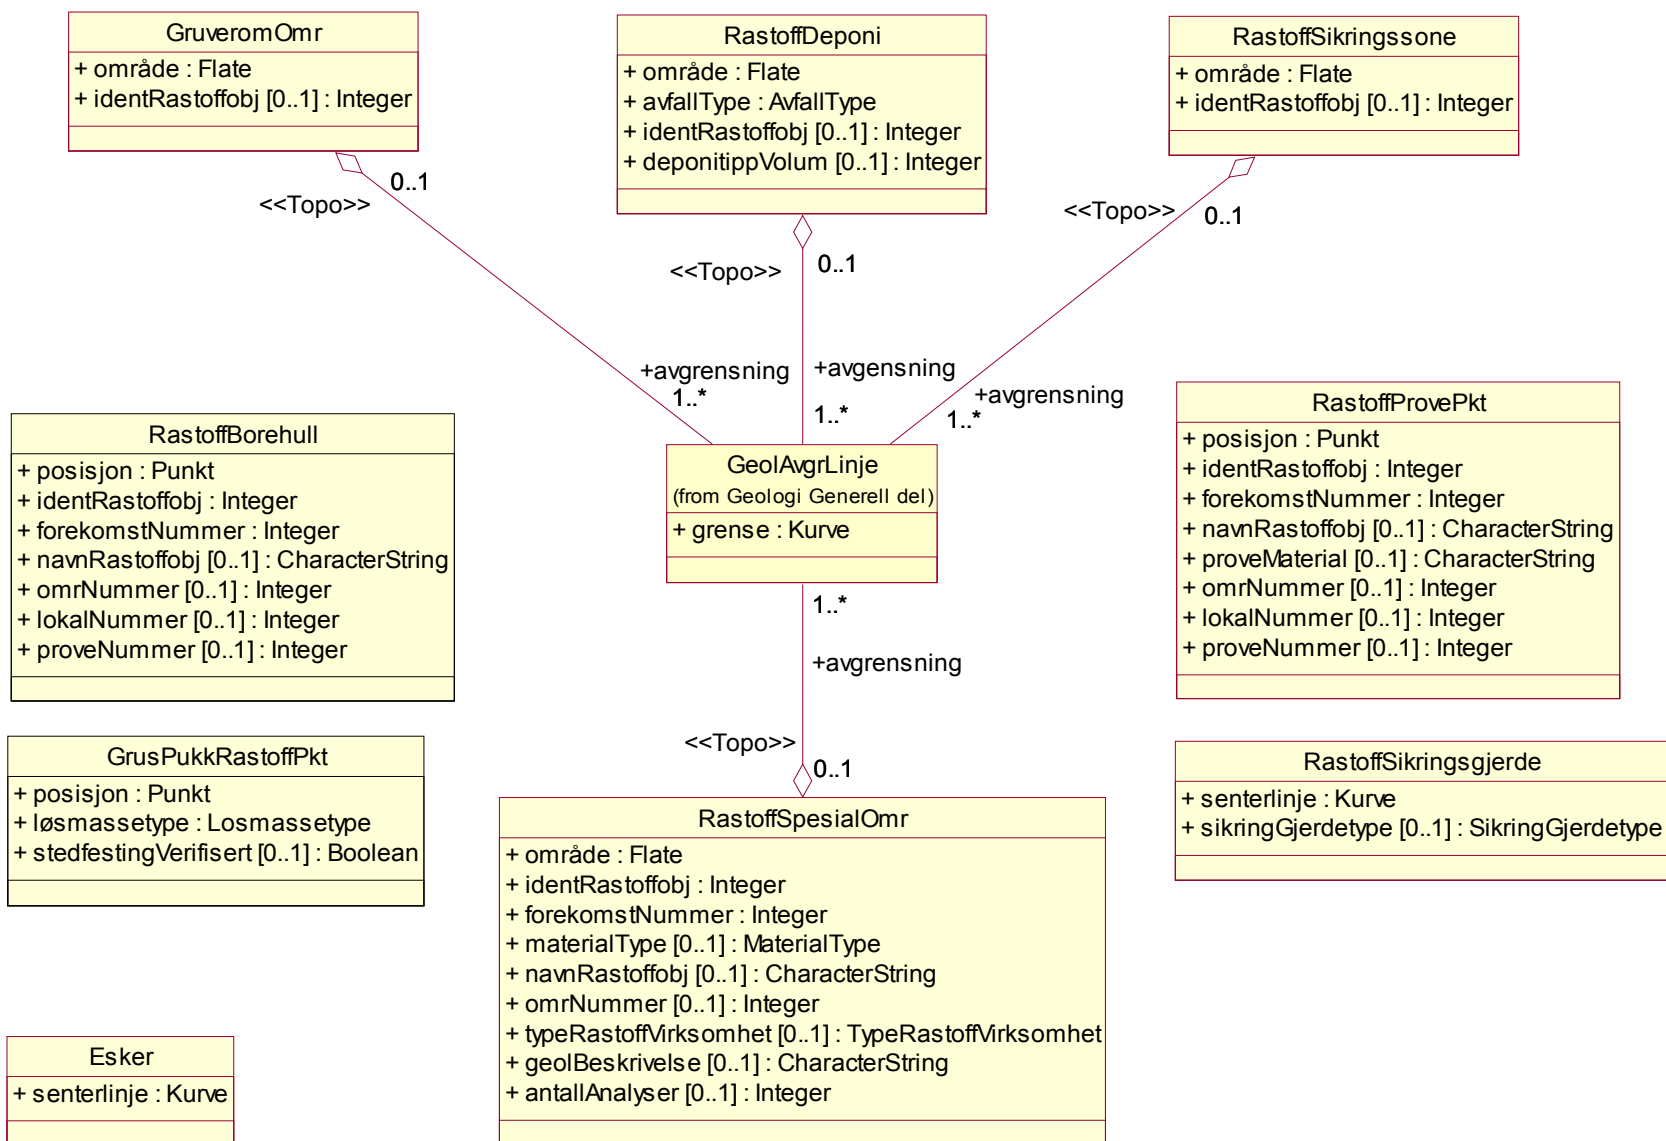 GruveromOmr
+ område : Flate
+ identRastoffobj [0..1] : Integer
RastoffDeponi
+ område : Flate
+ avfallType : AvfallType
+ identRastoffobj [0..1] : Integer
+ deponitippVolum [0..1] : Integer
RastoffSikringssone
+ område : Flate
+ identRastoffobj [0..1] : Integer
0..1
<<Topo>>
0..1
<<Topo>>
<<Topo>>
0..1
+avgrensning
1..*
+avgensning
1..*
+avgrensning
1..*
RastoffBorehull
+ posisjon : Punkt
+ identRastoffobj : Integer
+ forekomstNummer : Integer
+ navnRastoffobj [0..1] : CharacterString
+ omrNummer [0..1] : Integer
+ lokalNummer [0..1] : Integer
+ proveNummer [0..1] : Integer
GeolAvgrLinje
(from Geologi Generell del)
+ grense : Kurve
RastoffProvePkt
+ posisjon : Punkt
+ identRastoffobj : Integer
+ forekomstNummer : Integer
+ navnRastoffobj [0..1] : CharacterString
+ proveMaterial [0..1] : CharacterString
+ omrNummer [0..1] : Integer
+ lokalNummer [0..1] : Integer
+ proveNummer [0..1] : Integer
1..*
+avgrensning
<<Topo>>
0..1
GrusPukkRastoffPkt
+ posisjon : Punkt
+ løsmassetype : Losmassetype
+ stedfestingVerifisert [0..1] : Boolean
RastoffSikringsgjerde
+ senterlinje : Kurve
+ sikringGjerdetype [0..1] : SikringGjerdetype
RastoffSpesialOmr
+ område : Flate
+ identRastoffobj : Integer
+ forekomstNummer : Integer
+ materialType [0..1] : MaterialType
+ navnRastoffobj [0..1] : CharacterString
+ omrNummer [0..1] : Integer
+ typeRastoffVirksomhet [0..1] : TypeRastoffVirksomhet
+ geolBeskrivelse [0..1] : CharacterString
+ antallAnalyser [0..1] : Integer
Esker
+ senterlinje : Kurve